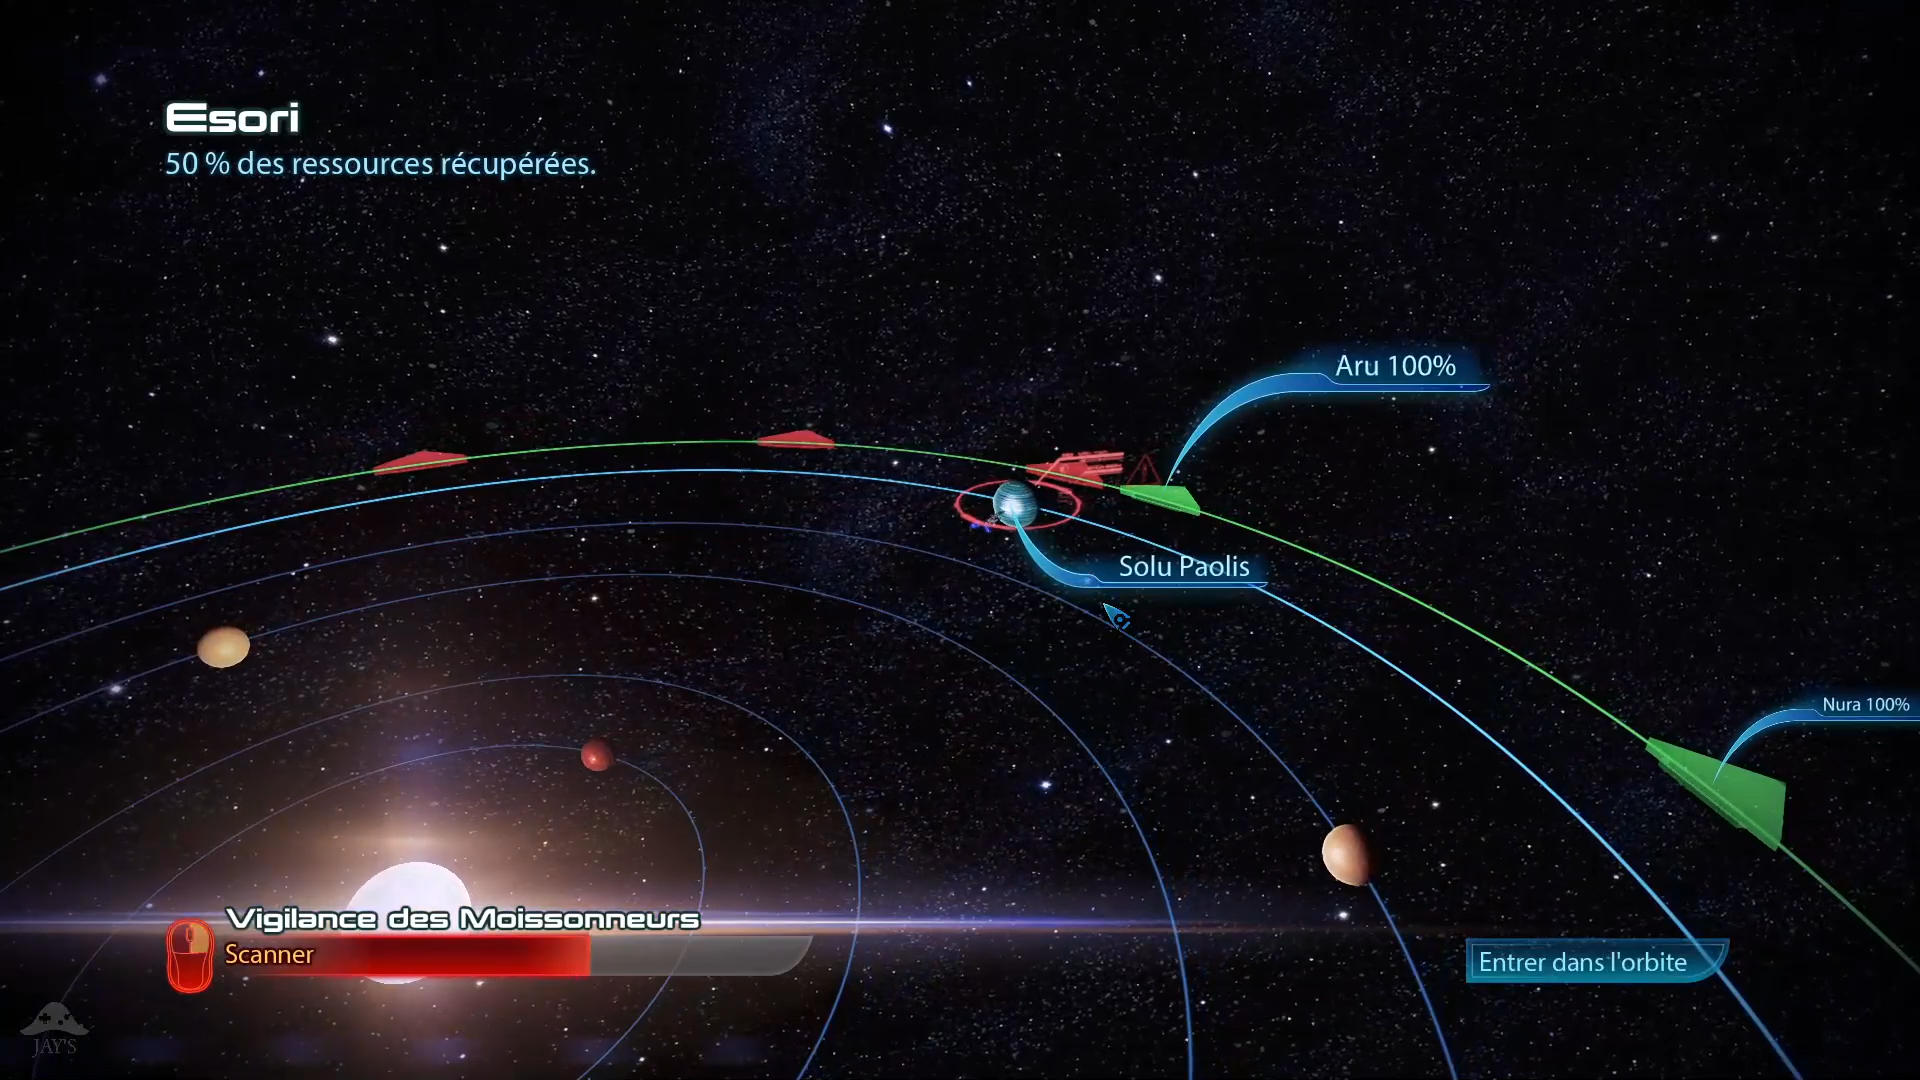 Esori
50 % des ressources récupérées.
Aru 100%
Solu Paolis
Nura 100%
Vigilance des Moissonneurs
Scanner
Entrer dans l'orbite
JAY'S